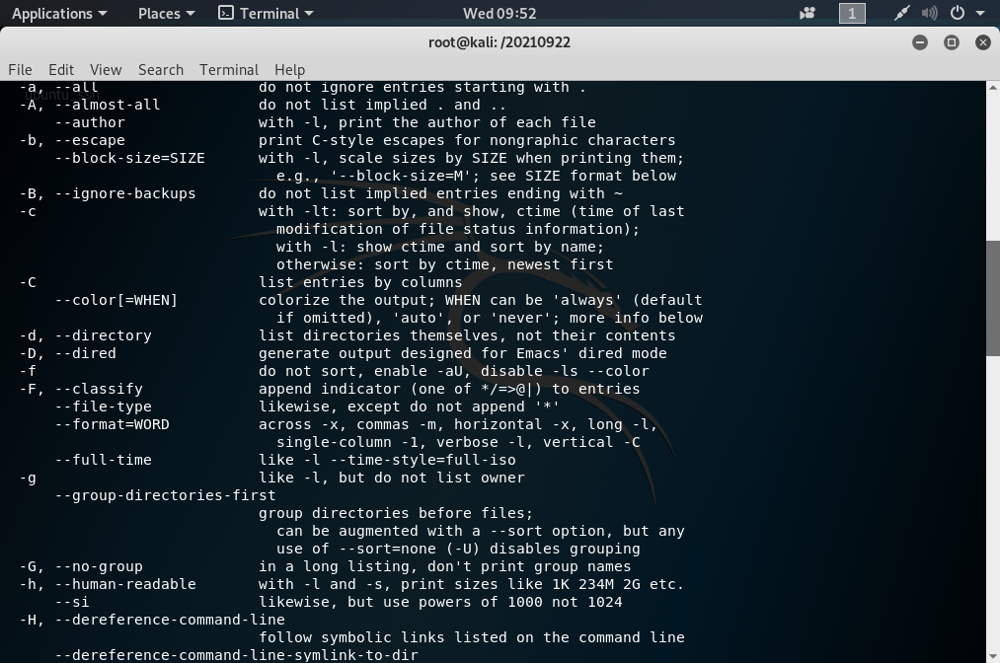 Applications Places Terminal Wed 09:52 1
root@kali: /20210922
File Edit View Search Terminal Help
-a, --all do not ignore entries starting with .
-A, --almost-all do not list implied . and ..
--author with -l, print the author of each file
-b, --escape print C-style escapes for nongraphic characters
--block-size=SIZE with -l, scale sizes by SIZE when printing them;
e.g., '--block-size=M'; see SIZE format below
-B, --ignore-backups do not list implied entries ending with ~
-c with -lt: sort by, and show, ctime (time of last
modification of file status information);
with -l: show ctime and sort by name;
otherwise: sort by ctime, newest first
-C list entries by columns
--color[=WHEN] colorize the output; WHEN can be 'always' (default
if omitted), 'auto', or 'never'; more info below
-d, --directory list directories themselves, not their contents
-D, --dired generate output designed for Emacs' dired mode
-f do not sort, enable -aU, disable -ls --color
-F, --classify append indicator (one of */=>@|) to entries
--file-type likewise, except do not append '*'
--format=WORD across -x, commas -m, horizontal -x, long -l,
single-column -1, verbose -l, vertical -C
--full-time like -l --time-style=full-iso
-g like -l, but do not list owner
--group-directories-first
group directories before files;
can be augmented with a --sort option, but any
use of --sort=none (-U) disables grouping
-G, --no-group in a long listing, don't print group names
-h, --human-readable with -l and -s, print sizes like 1K 234M 2G etc.
--si likewise, but use powers of 1000 not 1024
-H, --dereference-command-line
follow symbolic links listed on the command line
--dereference-command-line-symlink-to-dir